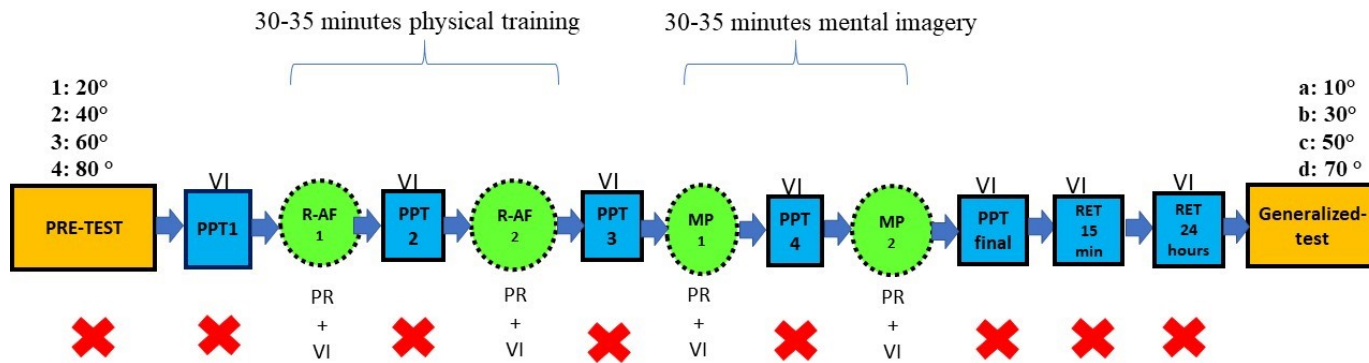 30-35 minutes physical training
30-35 minutes mental imagery
1: 20°
2: 40°
3: 60°
4: 80 °
a: 10°
b: 30°
c: 50°
d: 70 °
PRE-TEST
VI
PPT1
R-AF
1
VI
PPT
2
R-AF
2
VI
PPT
3
MP
1
VI
PPT
4
MP
2
VI
PPT
final
VI
RET
15
min
VI
RET
24
hours
Generalized-
test
PR
+
VI
PR
+
VI
PR
+
VI
PR
+
VI